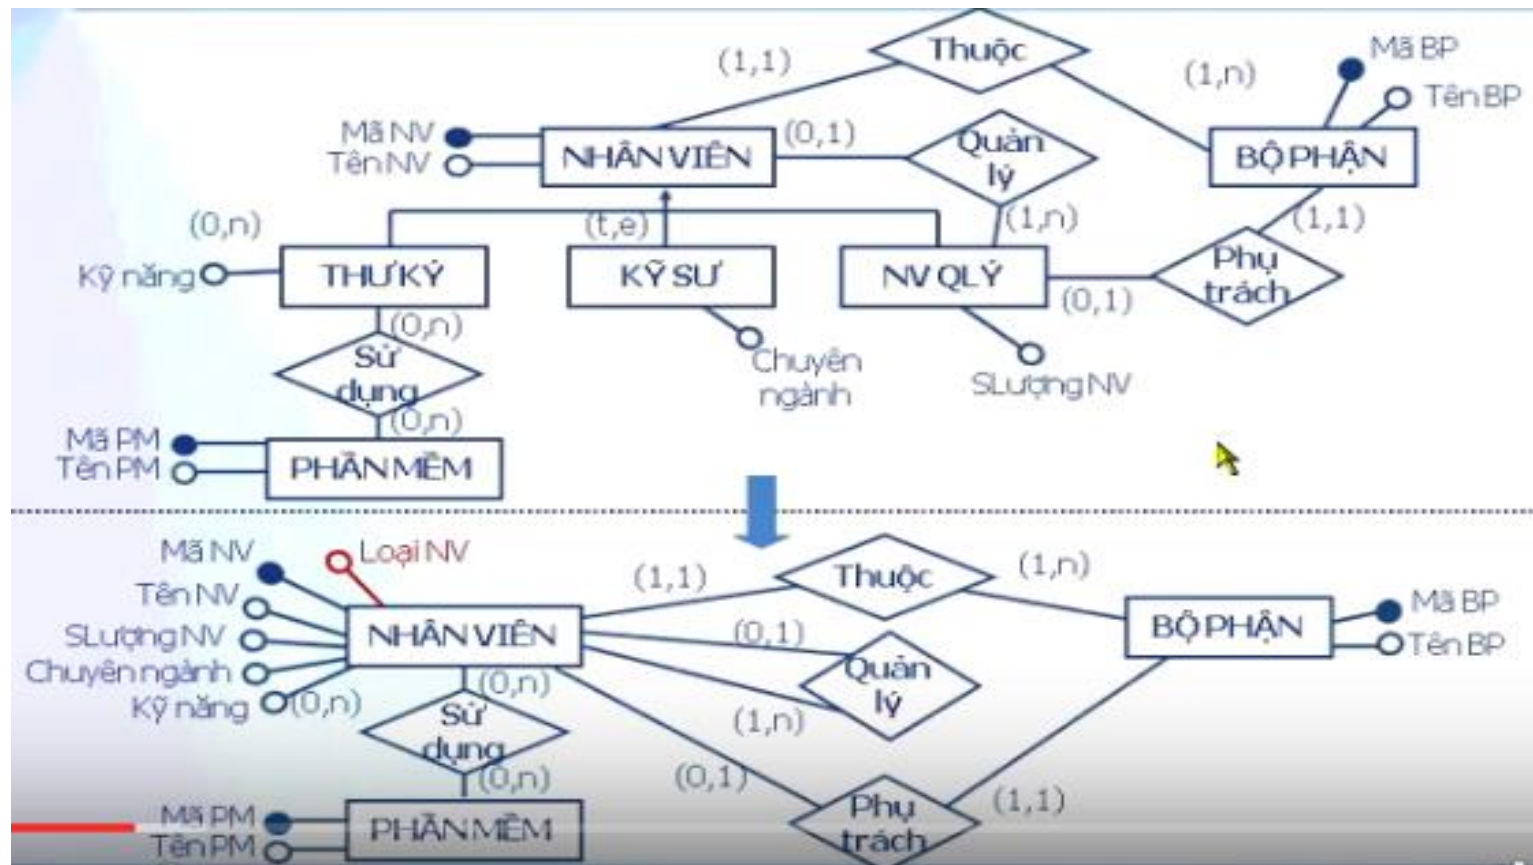 Thuộc
Mã BP
(1,1)
(1,n)
Tên BP
Mã NV
Tên NV
NHÂN VIÊN
(0,1)
Quản
lý
BỘ PHẬN
(0,n)
(t,e)
(1,n)
(1,1)
Kỹ năng
THƯ KÝ
KỸ SƯ
NV QLÝ
Phụ
trách
(0,1)
(0,n)
Sử
dụng
Chuyên
ngành
SLượng NV
(0,n)
Mã PM
Tên PM
PHẦN MỀM
Mã NV
Loại NV
Tên NV
(1,1)
Thuộc
(1,n)
Mã BP
SLượng NV
NHÂN VIÊN
(0,1)
BỘ PHẬN
Tên BP
Chuyên ngành
Kỹ năng
(0,n)
(0,n)
Quản
lý
Sử
dụng
(1,n)
(0,n)
(0,1)
(1,1)
Mã PM
Tên PM
PHẦN MỀM
Phụ
trách